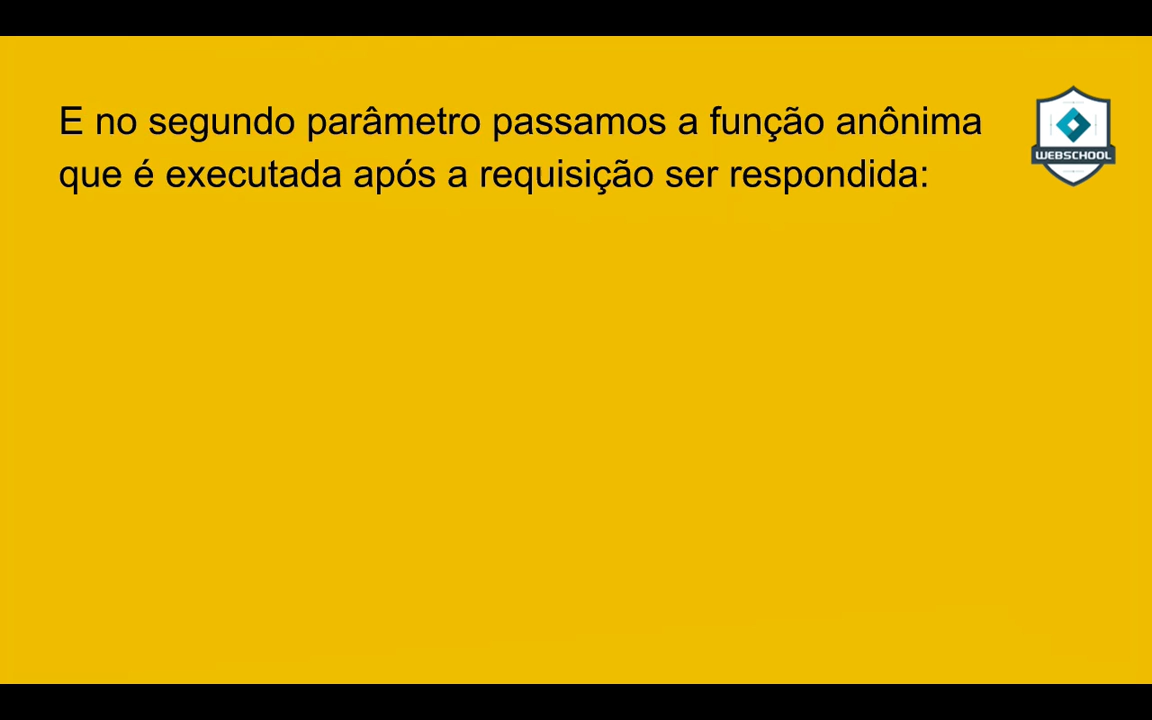 E no segundo parâmetro passamos a função anônima
que é executada após a requisição ser respondida:
WEBSCHOOL